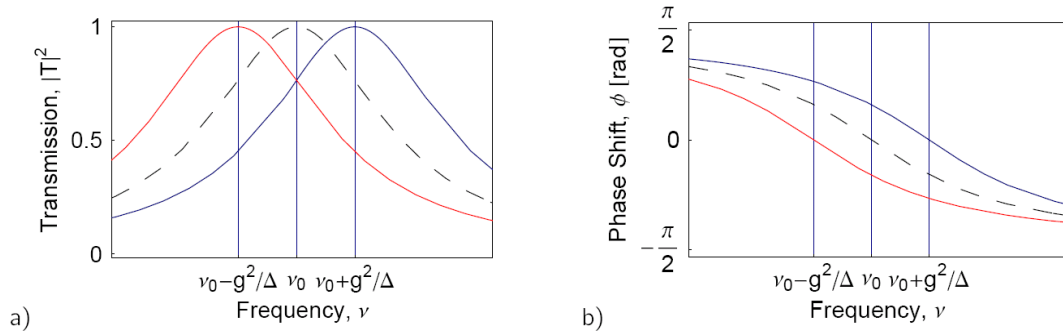 Transmission, |T|²
1
0.5
0
ν₀−g²/Δ ν₀ ν₀+g²/Δ
Frequency, ν
a)
Phase Shift, ϕ [rad]
π/2
0
−π/2
ν₀−g²/Δ ν₀ ν₀+g²/Δ
Frequency, ν
b)